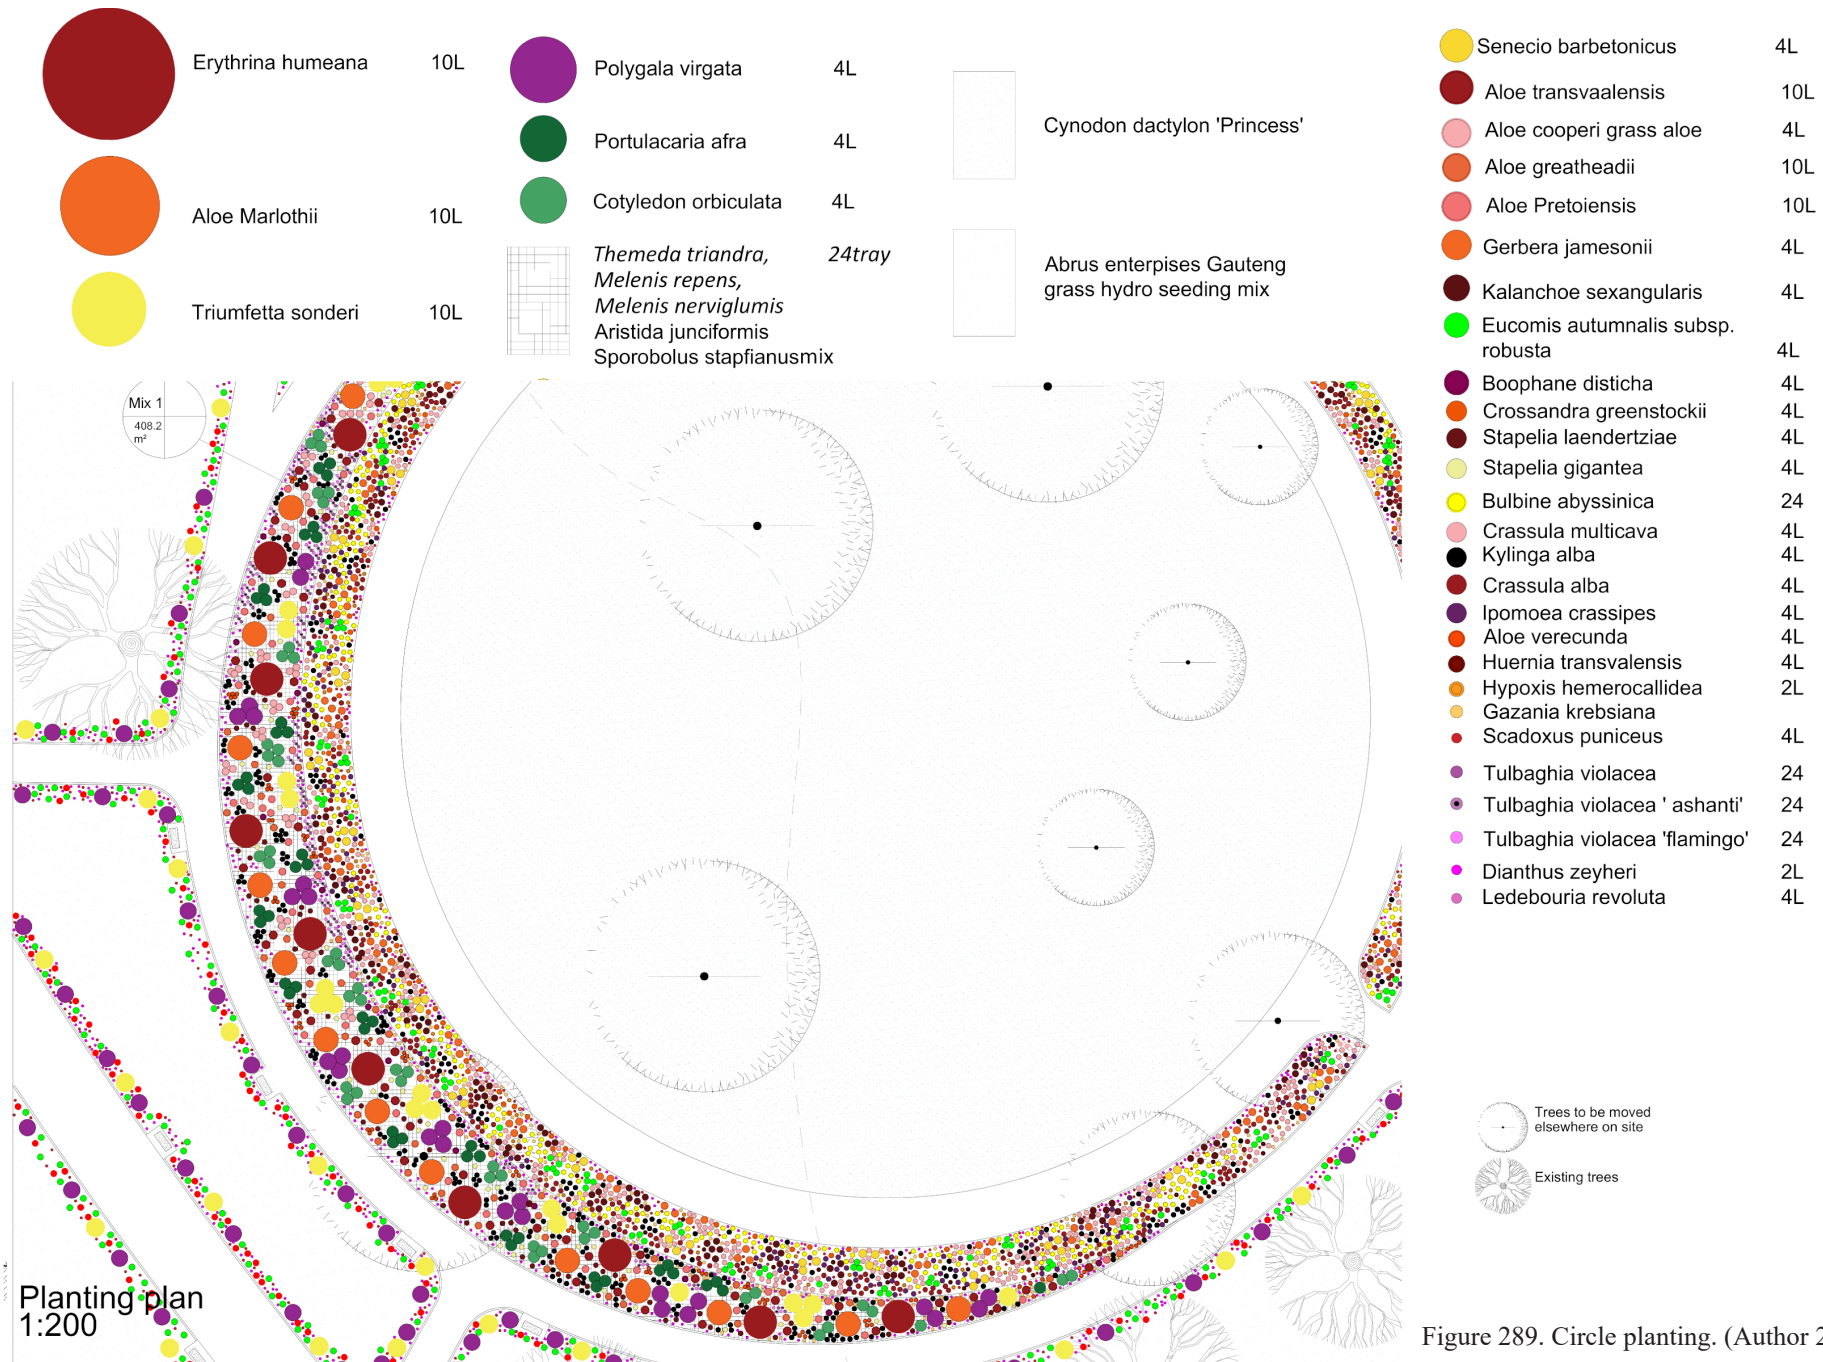 Erythrina humeana 10L
Aloe Marlothii 10L
Triumfetta sonderi 10L
Polygala virgata 4L
Portulacaria afra 4L
Cotyledon orbiculata 4L
Themeda triandra, 24tray
Melenis repens,
Melenis nerviglumis
Aristida junciformis
Sporobolus stapfianusmix
Cynodon dactylon 'Princess'
Abrus enterpises Gauteng
grass hydro seeding mix
Senecio barbetonicus 4L
Aloe transvaalensis 10L
Aloe cooperi grass aloe 4L
Aloe greatheadii 10L
Aloe Pretoiensis 10L
Gerbera jamesonii 4L
Kalanchoe sexangularis 4L
Eucomis autumnalis subsp.
robusta 4L
Boophane disticha 4L
Crossandra greenstockii 4L
Stapelia laendertziae 4L
Stapelia gigantea 4L
Bulbine abyssinica 24
Crassula multicava 4L
Kylinga alba 4L
Crassula alba 4L
Ipomoea crassipes 4L
Aloe verecunda 4L
Huernia transvalensis 4L
Hypoxis hemerocallidea 2L
Gazania krebsiana
Scadoxus puniceus 4L
Tulbaghia violacea 24
Tulbaghia violacea ' ashanti' 24
Tulbaghia violacea 'flamingo' 24
Dianthus zeyheri 2L
Ledebouria revoluta 4L
Mix 1
408.2
m²
Trees to be moved
elsewhere on site
Existing trees
Planting plan
1:200
Figure 289. Circle planting. (Author 2